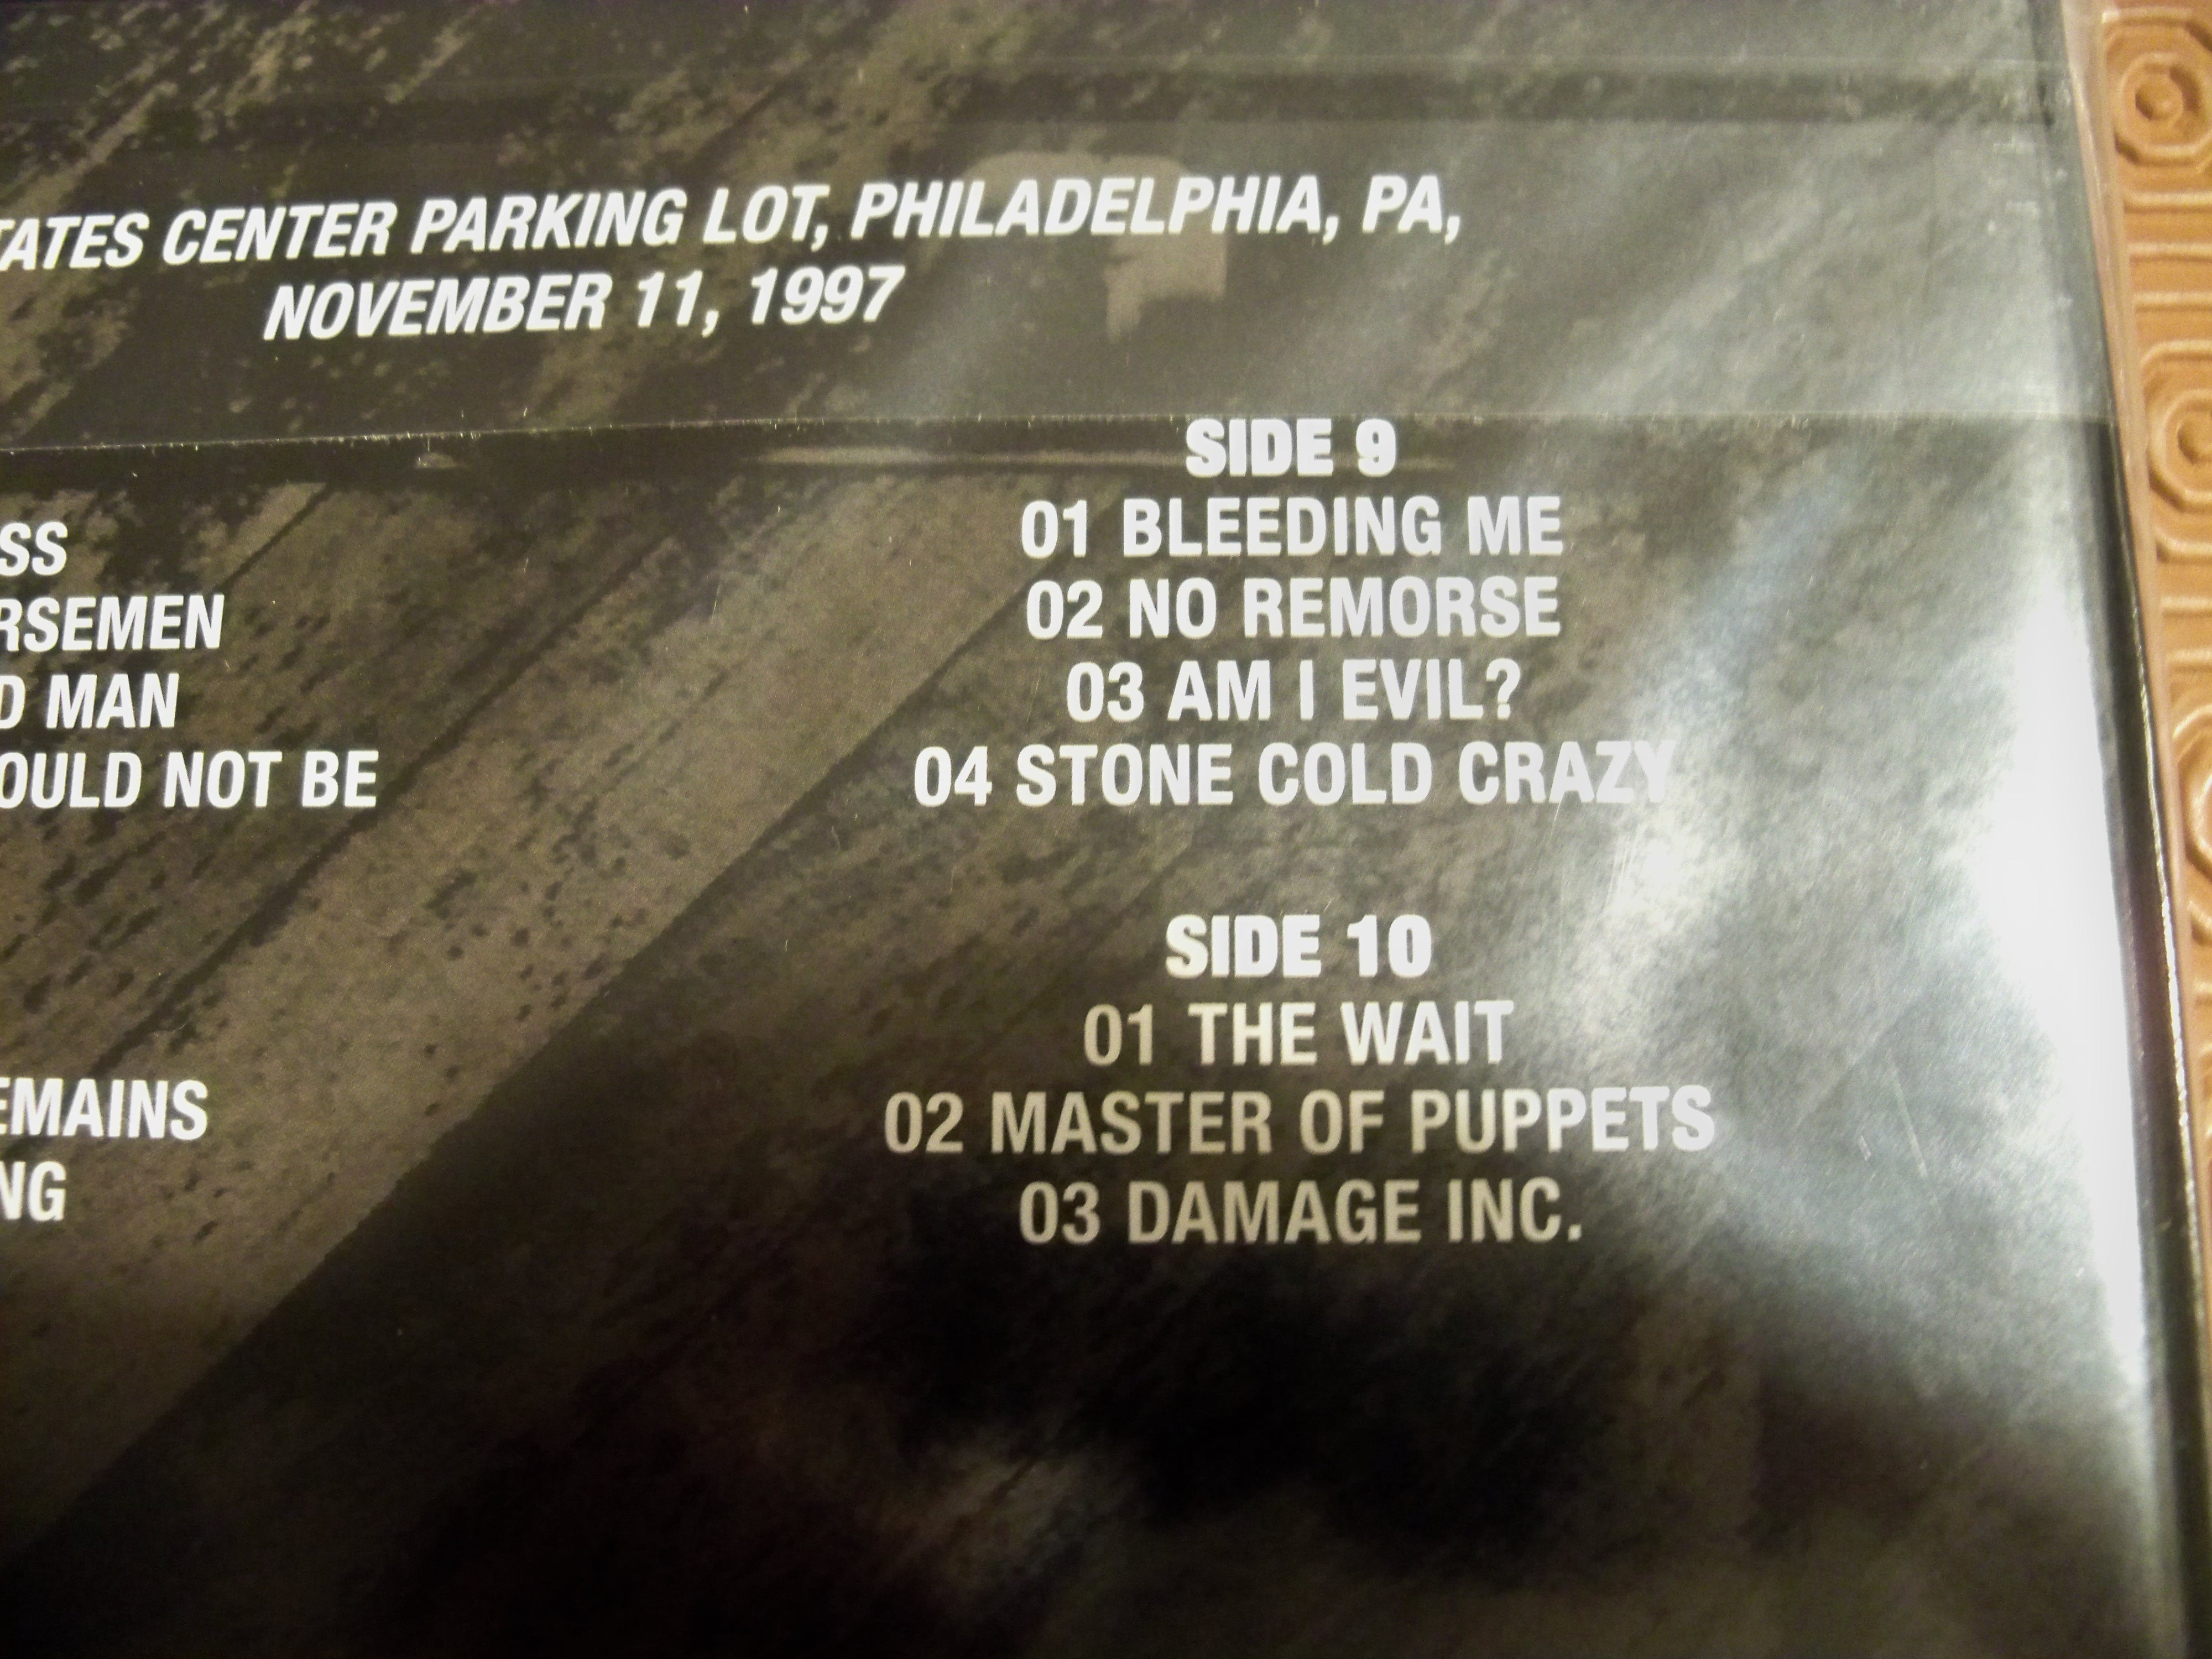 TATES CENTER PARKING LOT, PHILADELPHIA, PA,
NOVEMBER 11, 1997
SS
RSEMEN
D MAN
OULD NOT BE
EMAINS
NG
SIDE 9
01 BLEEDING ME
02 NO REMORSE
03 AM I EVIL?
04 STONE COLD CRAZY
SIDE 10
01 THE WAIT
02 MASTER OF PUPPETS
03 DAMAGE INC.